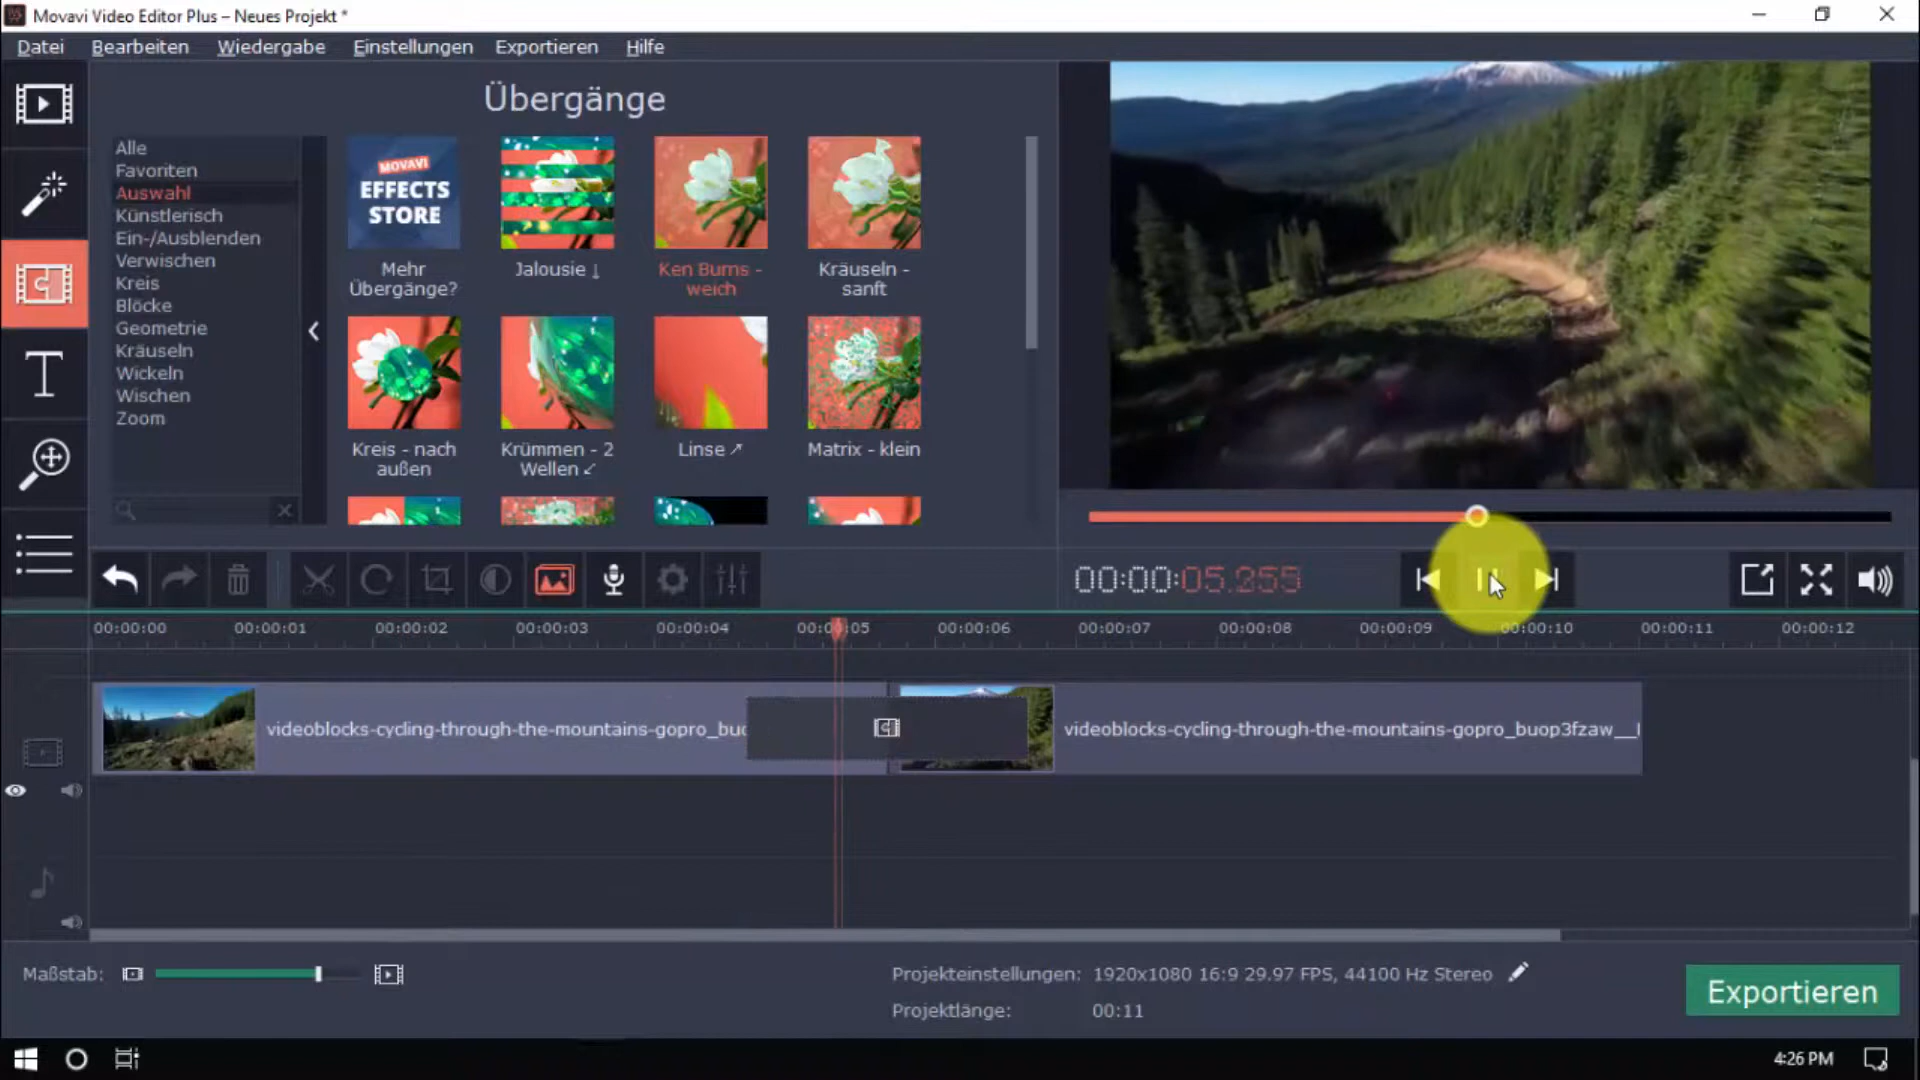 Movavi Video Editor Plus – Neues Projekt *
Datei Bearbeiten Wiedergabe Einstellungen Exportieren Hilfe
Übergänge
Alle
Favoriten
Auswahl
Künstlerisch
Ein-/Ausblenden
Verwischen
Kreis
Blöcke
Geometrie
Kräuseln
Wickeln
Wischen
Zoom
MOVAVI
EFFECTS
STORE
Mehr
Übergänge?
Jalousie ↓
Ken Burns -
weich
Kräuseln -
sanft
Kreis - nach
außen
Krümmen - 2
Wellen ↙
Linse ↗
Matrix - klein
00:00:05.255
00:00:00 00:00:01 00:00:02 00:00:03 00:00:04 00:00:05 00:00:06 00:00:07 00:00:08 00:00:09 00:00:10 00:00:11 00:00:12
videoblocks-cycling-through-the-mountains-gopro_buo
videoblocks-cycling-through-the-mountains-gopro_buop3fzaw__
Maßstab:
Projekteinstellungen: 1920x1080 16:9 29.97 FPS, 44100 Hz Stereo
Projektlänge: 00:11
Exportieren
4:26 PM